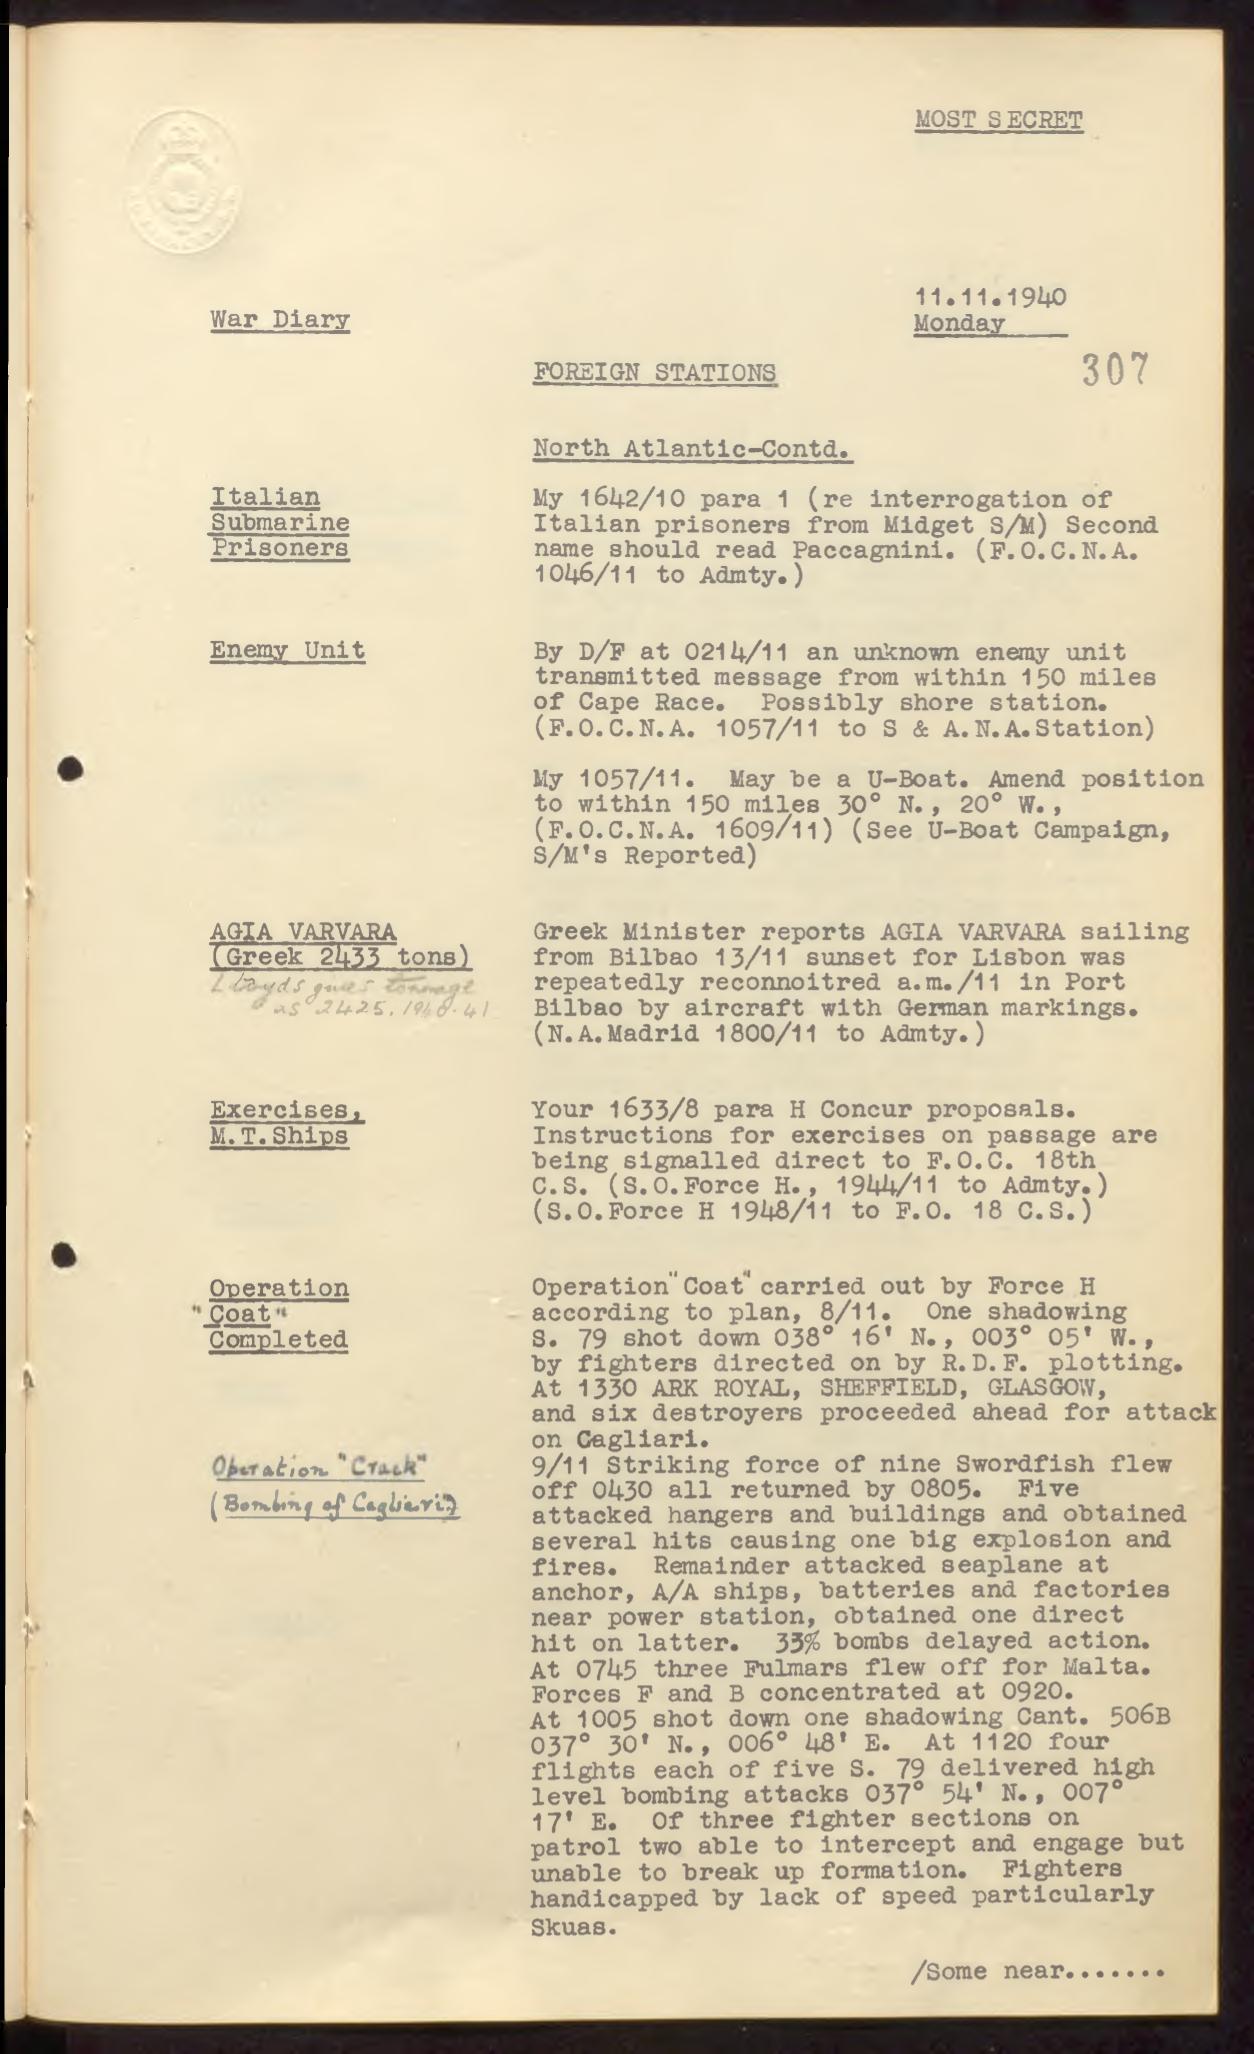 MOST SECRET
11.11.1940
War Diary
Monday
307
FOREIGN STATIONS
North Atlantic-Contd.
Italian
Submarine
Prisoners
My 1642/10 para 1 (re interrogation of
Italian prisoners from Midget S/M) Second
name should read Paccagnini. (F.O.C.N.A.
1046/11 to Admty.)
Enemy Unit
By D/F at 0214/11 an unknown enemy unit
transmitted message from within 150 miles
of Cape Race. Possibly shore station.
(F.O.C.N.A. 1057/11 to S & A.N.A.Station)
My 1057/11. May be a U-Boat. Amend position
to within 150 miles 30° N., 20° W.,
(F.O.C.N.A. 1609/11) (See U-Boat Campaign,
S/M's Reported)
AGIA VARVARA
(Greek 2433 tons)
Lloyds gives tonnage
as 2425. 1940-41
Greek Minister reports AGIA VARVARA sailing
from Bilbao 13/11 sunset for Lisbon was
repeatedly reconnoitred a.m./11 in Port
Bilbao by aircraft with German markings.
(N.A.Madrid 1800/11 to Admty.)
Exercises,
M.T.Ships
Your 1633/8 para H Concur proposals.
Instructions for exercises on passage are
being signalled direct to F.O.C. 18th
C.S. (S.O.Force H., 1944/11 to Admty.)
(S.O.Force H 1948/11 to F.O. 18 C.S.)
Operation
"Coat"
Completed
Operation "Coat" carried out by Force H
according to plan, 8/11. One shadowing
S. 79 shot down 038° 16' N., 003° 05' W.,
by fighters directed on by R.D.F. plotting.
At 1330 ARK ROYAL, SHEFFIELD, GLASGOW,
and six destroyers proceeded ahead for attack
on Cagliari.
Operation "Crack"
(Bombing of Cagliari)
9/11 Striking force of nine Swordfish flew
off 0430 all returned by 0805. Five
attacked hangers and buildings and obtained
several hits causing one big explosion and
fires. Remainder attacked seaplane at
anchor, A/A ships, batteries and factories
near power station, obtained one direct
hit on latter. 33% bombs delayed action.
At 0745 three Fulmars flew off for Malta.
Forces F and B concentrated at 0920.
At 1005 shot down one shadowing Cant. 506B
037° 30' N., 006° 48' E. At 1120 four
flights each of five S. 79 delivered high
level bombing attacks 037° 54' N., 007°
17' E. Of three fighter sections on
patrol two able to intercept and engage but
unable to break up formation. Fighters
handicapped by lack of speed particularly
Skuas.
/Some near.......